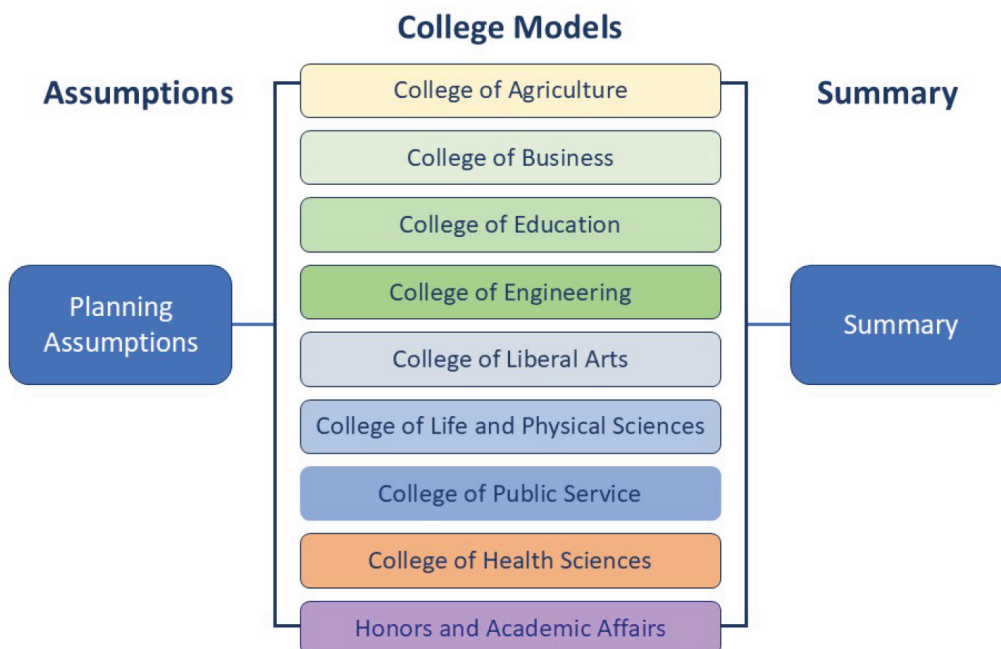 College Models
Assumptions
Summary
College of Agriculture
College of Business
College of Education
College of Engineering
College of Liberal Arts
College of Life and Physical Sciences
College of Public Service
College of Health Sciences
Honors and Academic Affairs
Planning
Assumptions
Summary